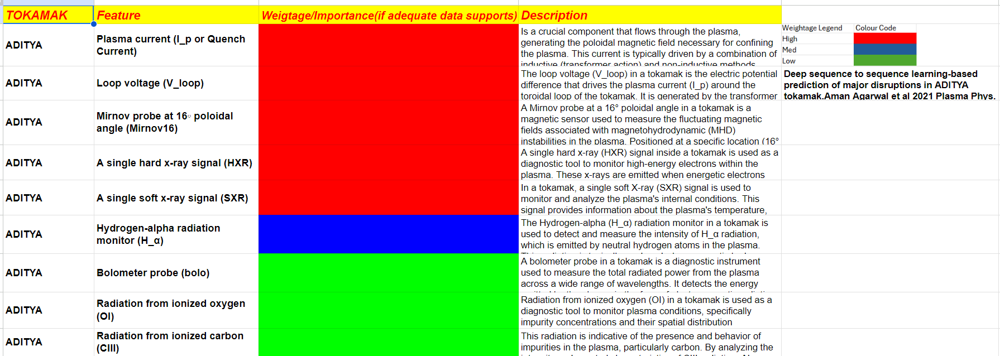 TOKAMAK
Feature
Weigtage/Importance(if adequate data supports)
Description
ADITYA
Plasma current (I_p or Quench
Current)
Is a crucial component that flows through the plasma,
generating the poloidal magnetic field necessary for confining
the plasma. This current is typically driven by a combination of
inductive (transformer action) and non-inductive methods
Weightage Legend
Colour Code
High
Med
Low
ADITYA
Loop voltage (V_loop)
The loop voltage (V_loop) in a tokamak is the electric potential
difference that drives the plasma current (I_p) around the
toroidal loop of the tokamak. It is generated by the transformer
Deep sequence to sequence learning-based
prediction of major disruptions in ADITYA
tokamak.Aman Agarwal et al 2021 Plasma Phys.
ADITYA
Mirnov probe at 16◦ poloidal
angle (Mirnov16)
A Mirnov probe at a 16° poloidal angle in a tokamak is a
magnetic sensor used to measure the fluctuating magnetic
fields associated with magnetohydrodynamic (MHD)
instabilities in the plasma. Positioned at a specific location (16°
ADITYA
A single hard x-ray signal (HXR)
A single hard x-ray (HXR) signal inside a tokamak is used as a
diagnostic tool to monitor high-energy electrons within the
plasma. These x-rays are emitted when energetic electrons
ADITYA
A single soft x-ray signal (SXR)
In a tokamak, a single soft X-ray (SXR) signal is used to
monitor and analyze the plasma's internal conditions. This
signal provides information about the plasma's temperature,
ADITYA
Hydrogen-alpha radiation
monitor (H_α)
The Hydrogen-alpha (H_α) radiation monitor in a tokamak is
used to detect and measure the intensity of H_α radiation,
which is emitted by neutral hydrogen atoms in the plasma.
ADITYA
Bolometer probe (bolo)
A bolometer probe in a tokamak is a diagnostic instrument
used to measure the total radiated power from the plasma
across a wide range of wavelengths. It detects the energy
ADITYA
Radiation from ionized oxygen
(OI)
Radiation from ionized oxygen (OI) in a tokamak is used as a
diagnostic tool to monitor plasma conditions, specifically
impurity concentrations and their spatial distribution
ADITYA
Radiation from ionized carbon
(CIII)
This radiation is indicative of the presence and behavior of
impurities in the plasma, particularly carbon. By analyzing the